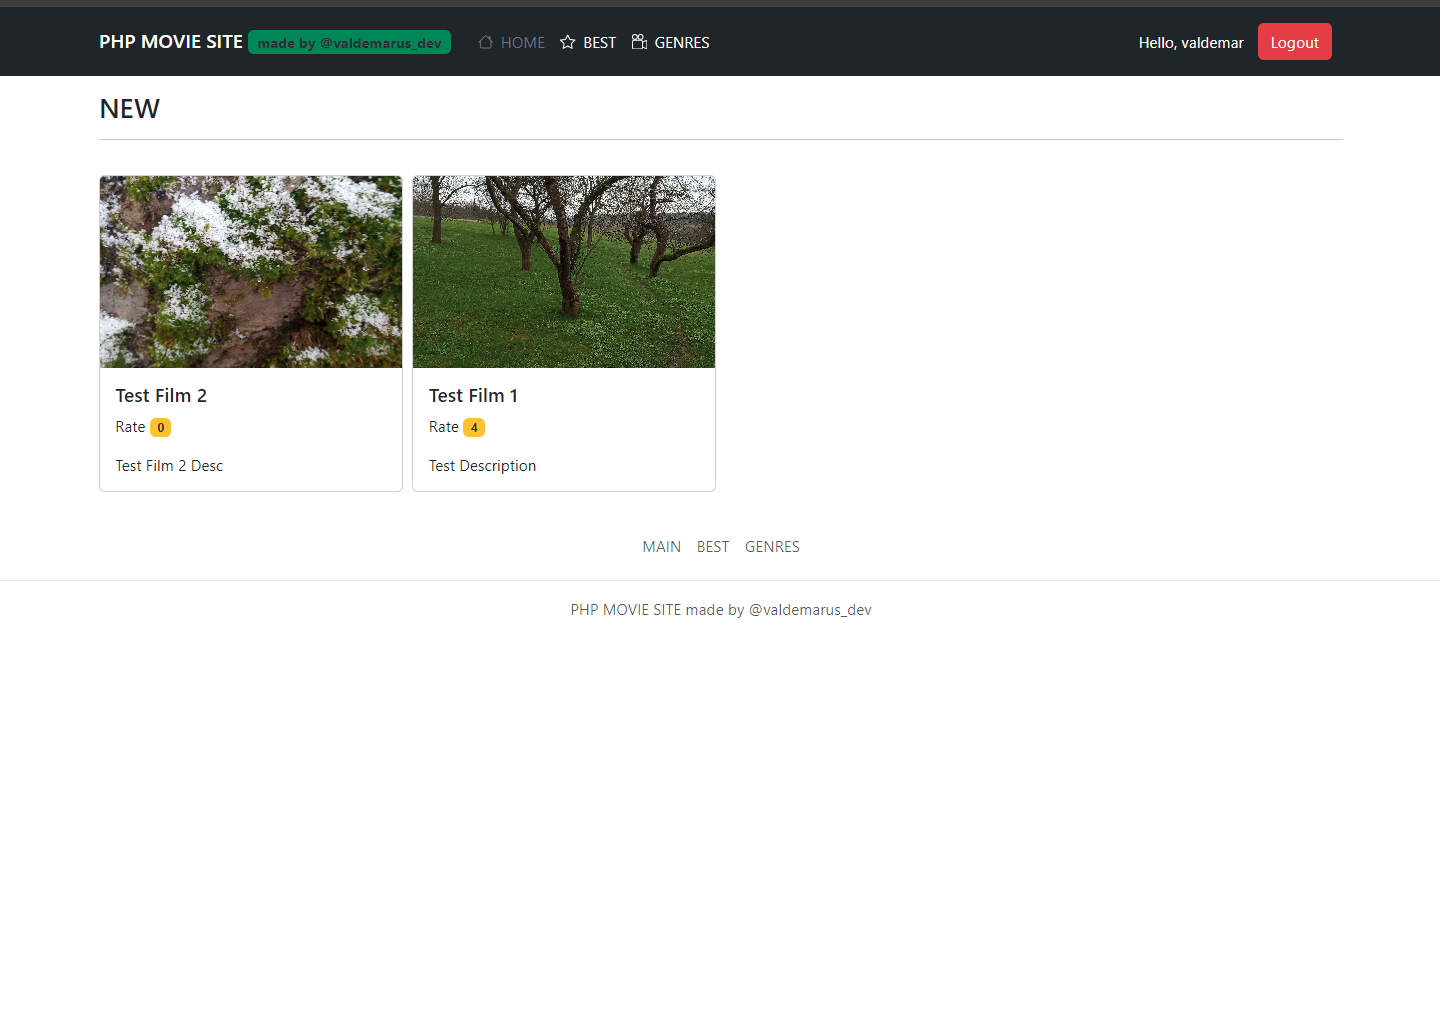 PHP MOVIE SITE made by @valdemarus_dev HOME BEST GENRES Hello, valdemar Logout
NEW
Test Film 2
Rate 0
Test Film 2 Desc
Test Film 1
Rate 4
Test Description
MAIN BEST GENRES
PHP MOVIE SITE made by @valdemarus_dev